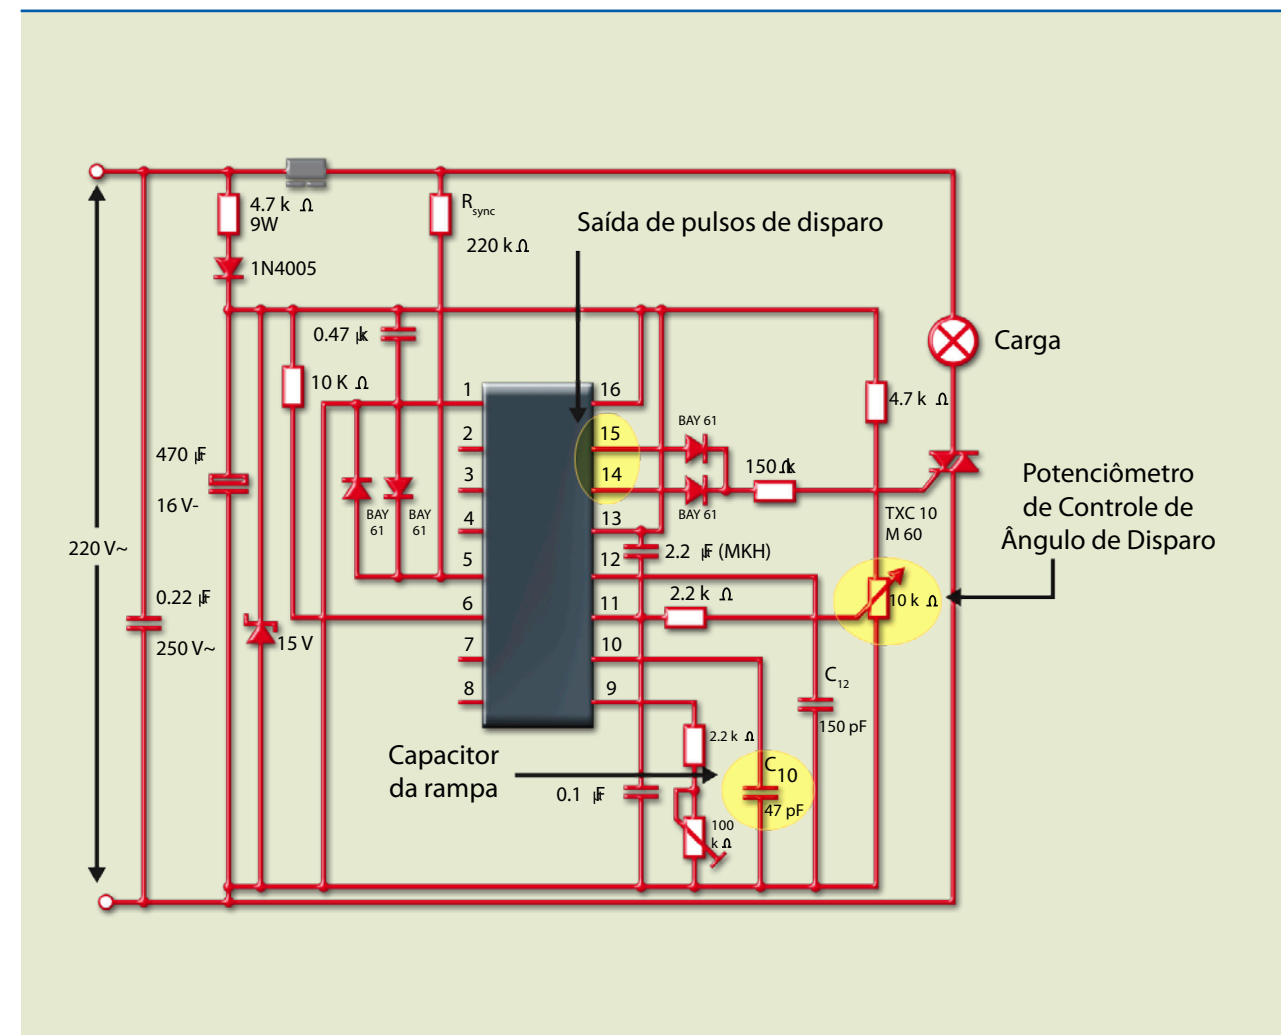 4.7 k Ω
9W
1N4005
R sync
220 k Ω
Saída de pulsos de disparo
0.47 µk
10 K Ω
1
2
3
4
5
6
7
8
16
15
14
13
12
11
10
9
BAY 61
BAY 61
BAY
61
BAY
61
150 Ωk
4.7 k Ω
Carga
TXC 10
M 60
Potenciômetro
de Controle de
Ângulo de Disparo
470 µF
16 V-
220 V~
0.22 µF
250 V~
15 V
2.2 µF (MKH)
2.2 k Ω
10 k Ω
C12
150 pF
2.2 k Ω
Capacitor
da rampa
0.1 µF
C10
47 pF
100
k Ω